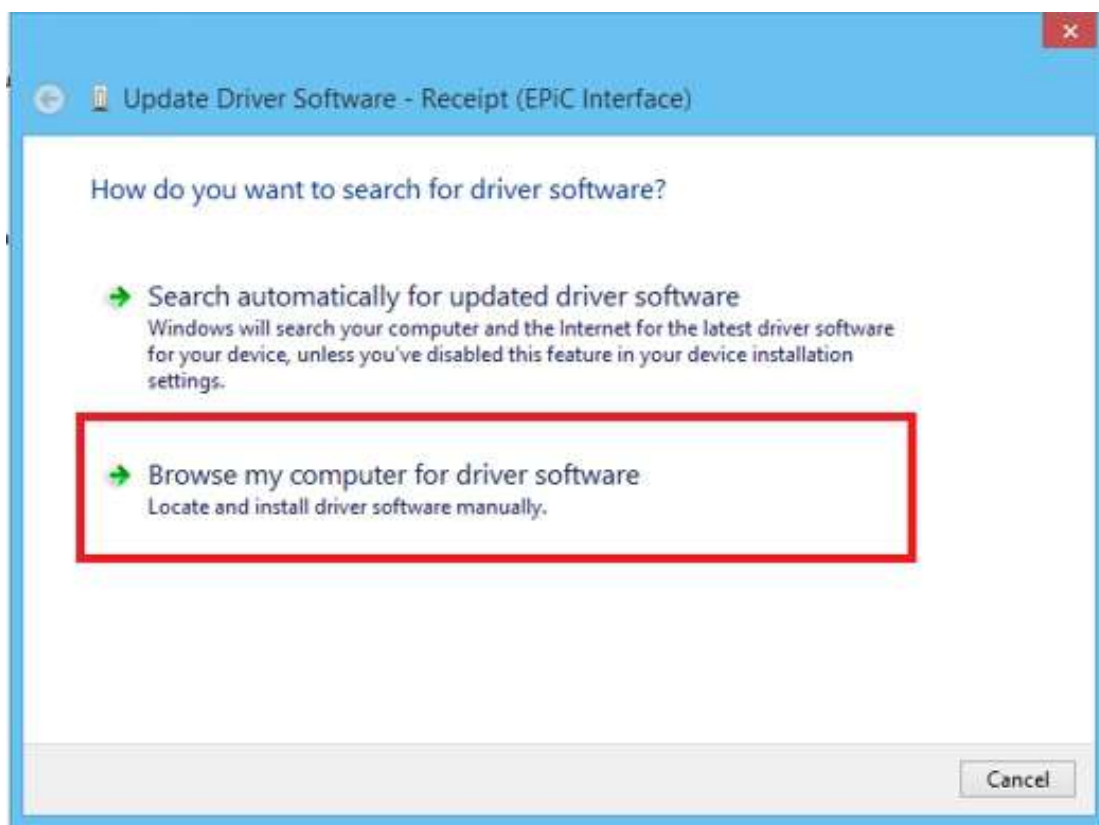 Update Driver Software - Receipt (EPiC Interface)
How do you want to search for driver software?
Search automatically for updated driver software
Windows will search your computer and the Internet for the latest driver software
for your device, unless you've disabled this feature in your device installation
settings.
Browse my computer for driver software
Locate and install driver software manually.
Cancel